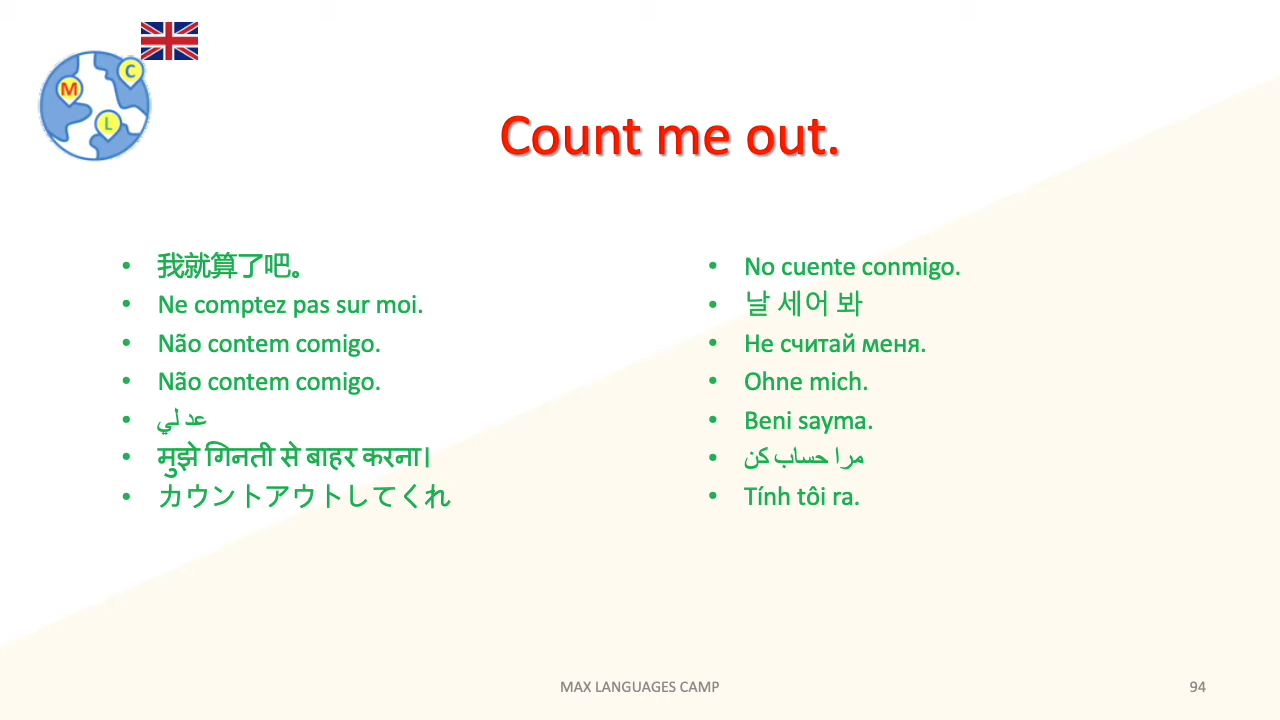 M
C
L
Count me out.
• 我就算了吧。
• Ne comptez pas sur moi.
• Não contem comigo.
• Não contem comigo.
• عد لي
• मुझे गिनती से बाहर करना।
• カウントアウトしてくれ
• No cuente conmigo.
• 날 세어 봐
• Не считай меня.
• Ohne mich.
• Beni sayma.
• مرا حساب کن
• Tính tôi ra.
MAX LANGUAGES CAMP
94